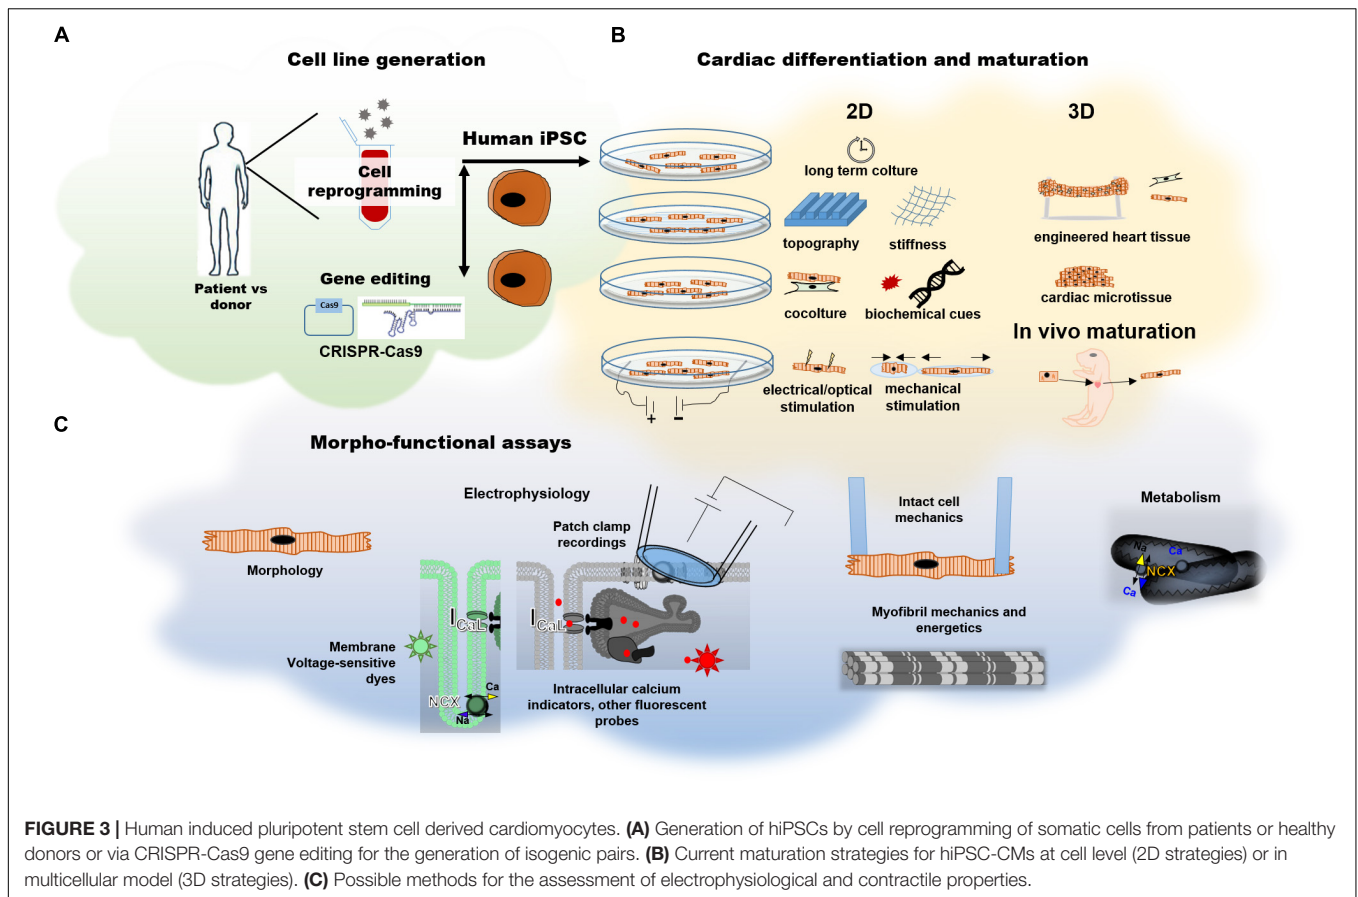 A
Cell line generation
Human iPSC
Cell
reprogramming
Patient vs
donor
Gene editing
Cas9
CRISPR-Cas9
B
Cardiac differentiation and maturation
2D
3D
long term colture
topography
stiffness
engineered heart tissue
cocolture
biochemical cues
cardiac microtissue
In vivo maturation
electrical/optical
stimulation
mechanical
stimulation
+
−
C
Morpho-functional assays
Morphology
Electrophysiology
Patch clamp
recordings
Membrane
Voltage-sensitive
dyes
ICaL
NCX
Ca
Na
ICaL
Intracellular calcium
indicators, other fluorescent
probes
Intact cell
mechanics
Myofibril mechanics and
energetics
Metabolism
Na
Ca
NCX
Ca
FIGURE 3 | Human induced pluripotent stem cell derived cardiomyocytes. (A) Generation of hiPSCs by cell reprogramming of somatic cells from patients or healthy
donors or via CRISPR-Cas9 gene editing for the generation of isogenic pairs. (B) Current maturation strategies for hiPSC-CMs at cell level (2D strategies) or in
multicellular model (3D strategies). (C) Possible methods for the assessment of electrophysiological and contractile properties.